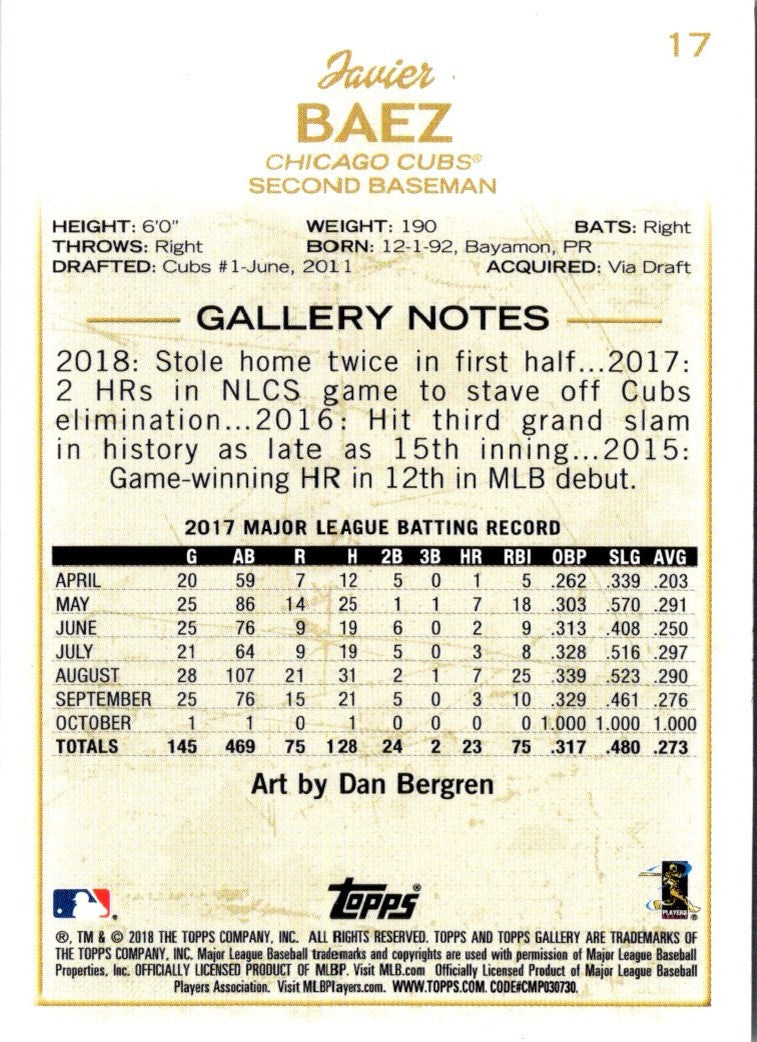 17
Javier
BAEZ
CHICAGO CUBS®
SECOND BASEMAN
HEIGHT: 6'0" WEIGHT: 190 BATS: Right
THROWS: Right BORN: 12-1-92, Bayamon, PR
DRAFTED: Cubs #1-June, 2011 ACQUIRED: Via Draft
GALLERY NOTES
2018: Stole home twice in first half...2017:
2 HRs in NLCS game to stave off Cubs
elimination...2016: Hit third grand slam
in history as late as 15th inning...2015:
Game-winning HR in 12th in MLB debut.
2017 MAJOR LEAGUE BATTING RECORD
G AB R H 2B 3B HR RBI OBP SLG AVG
APRIL 20 59 7 12 5 0 1 5 .262 .339 .203
MAY 25 86 14 25 1 1 7 18 .303 .570 .291
JUNE 25 76 9 19 6 0 2 9 .313 .408 .250
JULY 21 64 9 19 5 0 3 8 .328 .516 .297
AUGUST 28 107 21 31 2 1 7 25 .339 .523 .290
SEPTEMBER 25 76 15 21 5 0 3 10 .329 .461 .276
OCTOBER 1 1 0 1 0 0 0 0 1.000 1.000 1.000
TOTALS 145 469 75 128 24 2 23 75 .317 .480 .273
Art by Dan Bergren
Topps®
PLAYERS
®, TM & © 2018 THE TOPPS COMPANY, INC. ALL RIGHTS RESERVED. TOPPS AND TOPPS GALLERY ARE TRADEMARKS OF
THE TOPPS COMPANY, INC. Major League Baseball trademarks and copyrights are used with permission of Major League Baseball
Properties, Inc. OFFICIALLY LICENSED PRODUCT OF MLBP. Visit MLB.com Officially Licensed Product of Major League Baseball
Players Association. Visit MLBPlayers.com. WWW.TOPPS.COM. CODE#CMP030730.